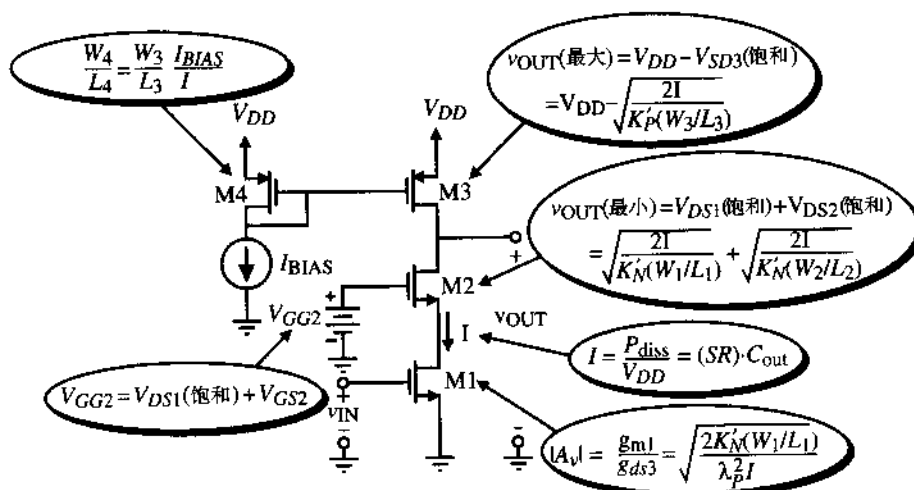 W4/L4 = W3/L3 IBIAS/I
vOUT(最大)=VDD−VSD3(饱和)
=VDD−√(2I/(K′P(W3/L3)))
VDD
VDD
M4
M3
vOUT(最小)=VDS1(饱和)+VDS2(饱和)
=√(2I/(K′N(W1/L1))) + √(2I/(K′N(W2/L2)))
+
IBIAS
M2
+
VGG2
−
vOUT
I
I = Pdiss/VDD = (SR)·Cout
VGG2=VDS1(饱和)+VGS2
M1
+
vIN
−
−
|Av| = gm1/gds3 = √(2K′N(W1/L1)/(λ²P I))